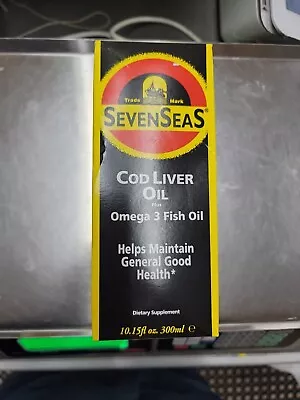 Trade Mark
SEVENSEAS®
COD LIVER
OIL
Plus
Omega 3 Fish Oil
Helps Maintain
General Good
Health*
Dietary Supplement
10.15fl oz. 300ml ℮